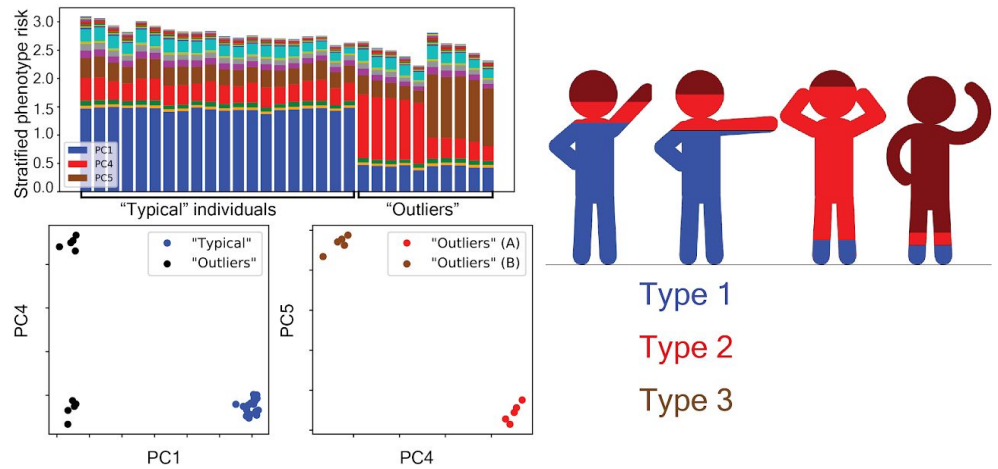 Stratified phenotype risk
3.0
2.5
2.0
1.5
1.0
0.5
0.0
PC1
PC4
PC5
"Typical" individuals
"Outliers"
PC4
"Typical"
"Outliers"
PC1
PC5
"Outliers" (A)
"Outliers" (B)
PC4
Type 1
Type 2
Type 3